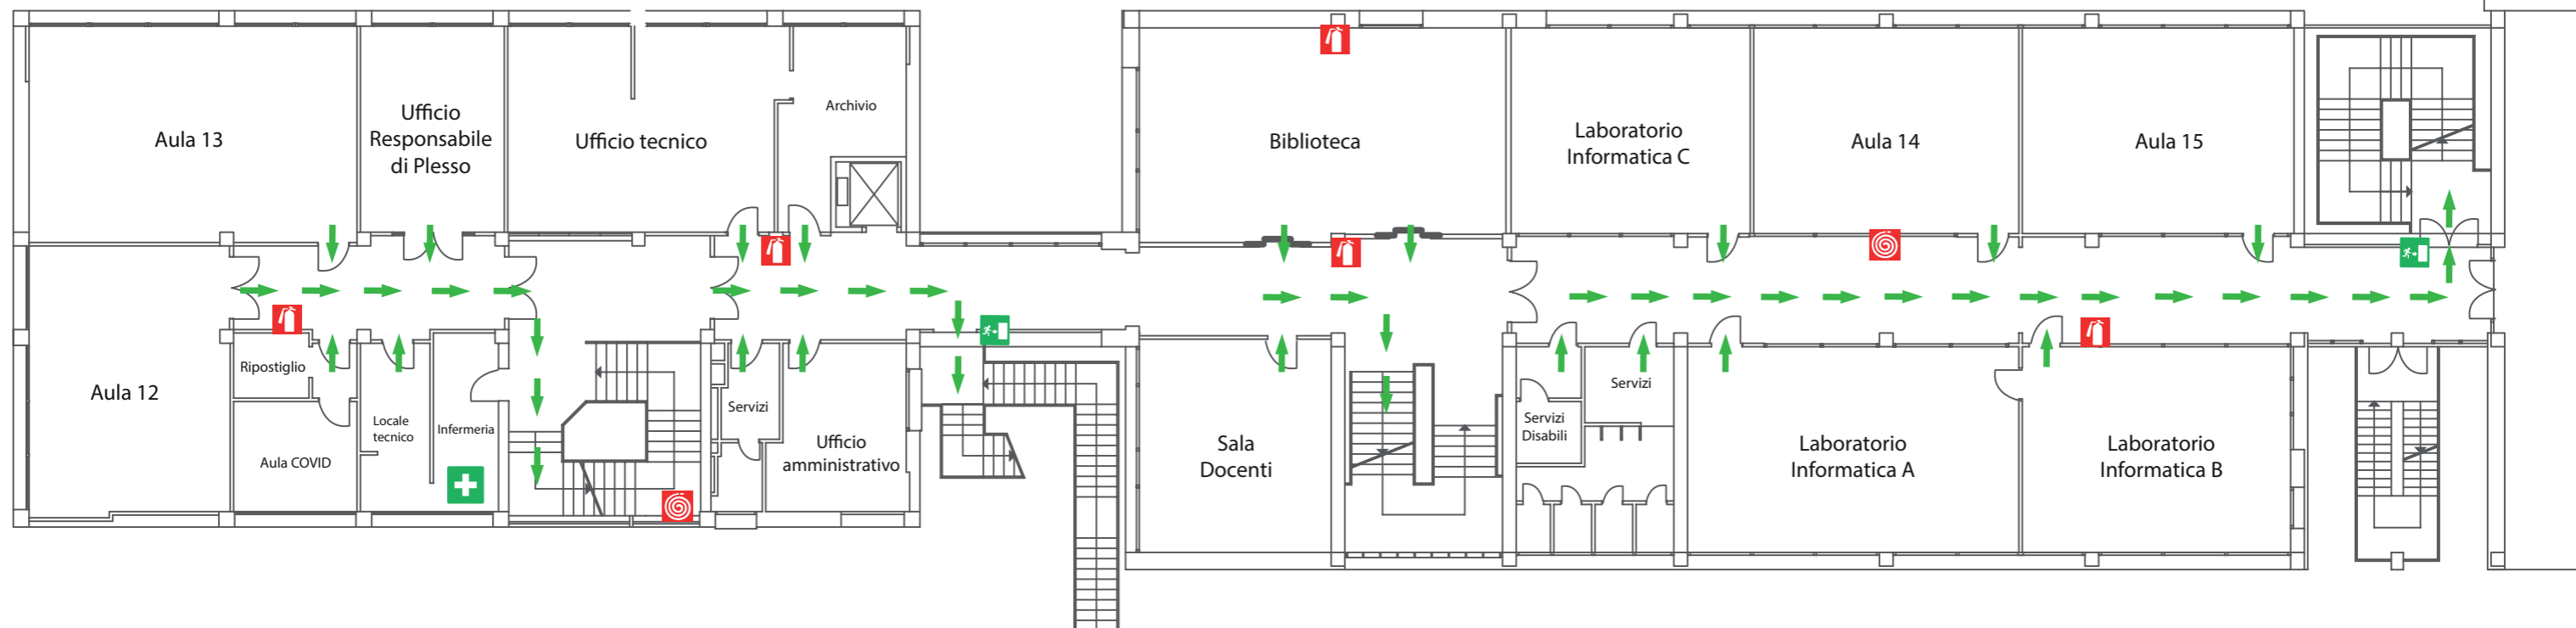 Aula 13
Ufficio
Responsabile
di Plesso
Ufficio tecnico
Archivio
Biblioteca
Laboratorio
Informatica C
Aula 14
Aula 15
Aula 12
Ripostiglio
Aula COVID
Locale
tecnico
Infermeria
Servizi
Ufficio
amministrativo
Sala
Docenti
Servizi
Disabili
Servizi
Laboratorio
Informatica A
Laboratorio
Informatica B